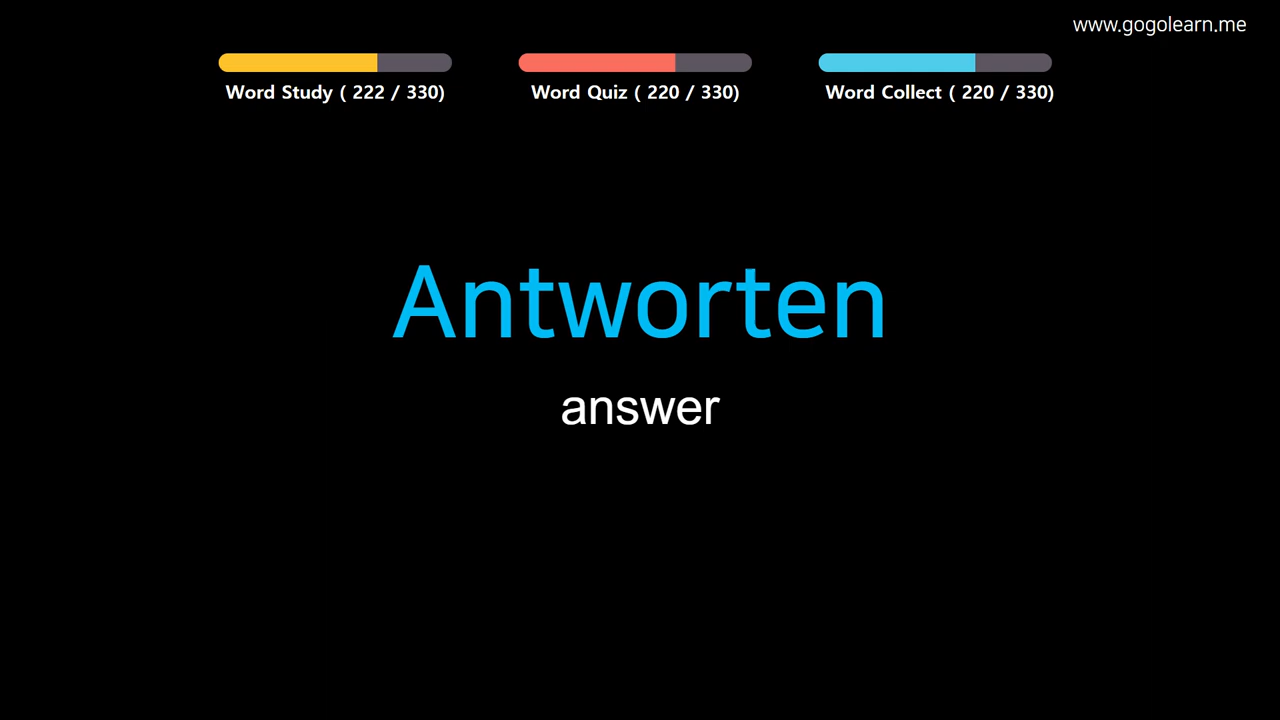 www.gogolearn.me
Word Study ( 222 / 330)
Word Quiz ( 220 / 330)
Word Collect ( 220 / 330)
Antworten
answer